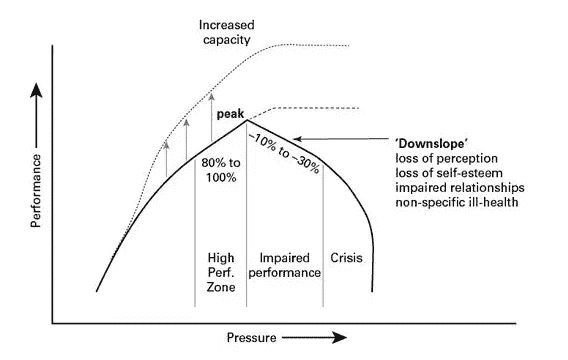 Increased
capacity
peak
80% to
100%
–10% to –30%
'Downslope'
loss of perception
loss of self-esteem
impaired relationships
non-specific ill-health
High
Perf.
Zone
Impaired
performance
Crisis
Performance
Pressure